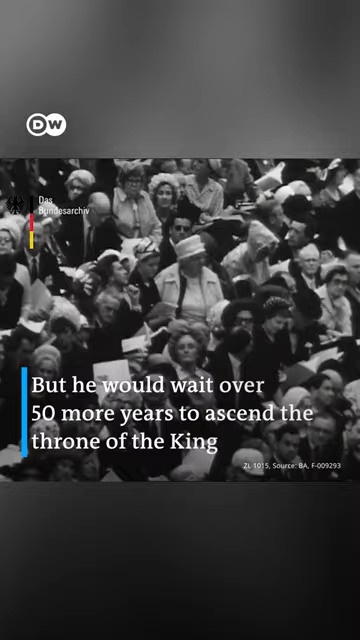 DW
Das
Bundesarchiv
But he would wait over
50 more years to ascend the
throne of the King
ZL 1015, Source: BA, F-009293